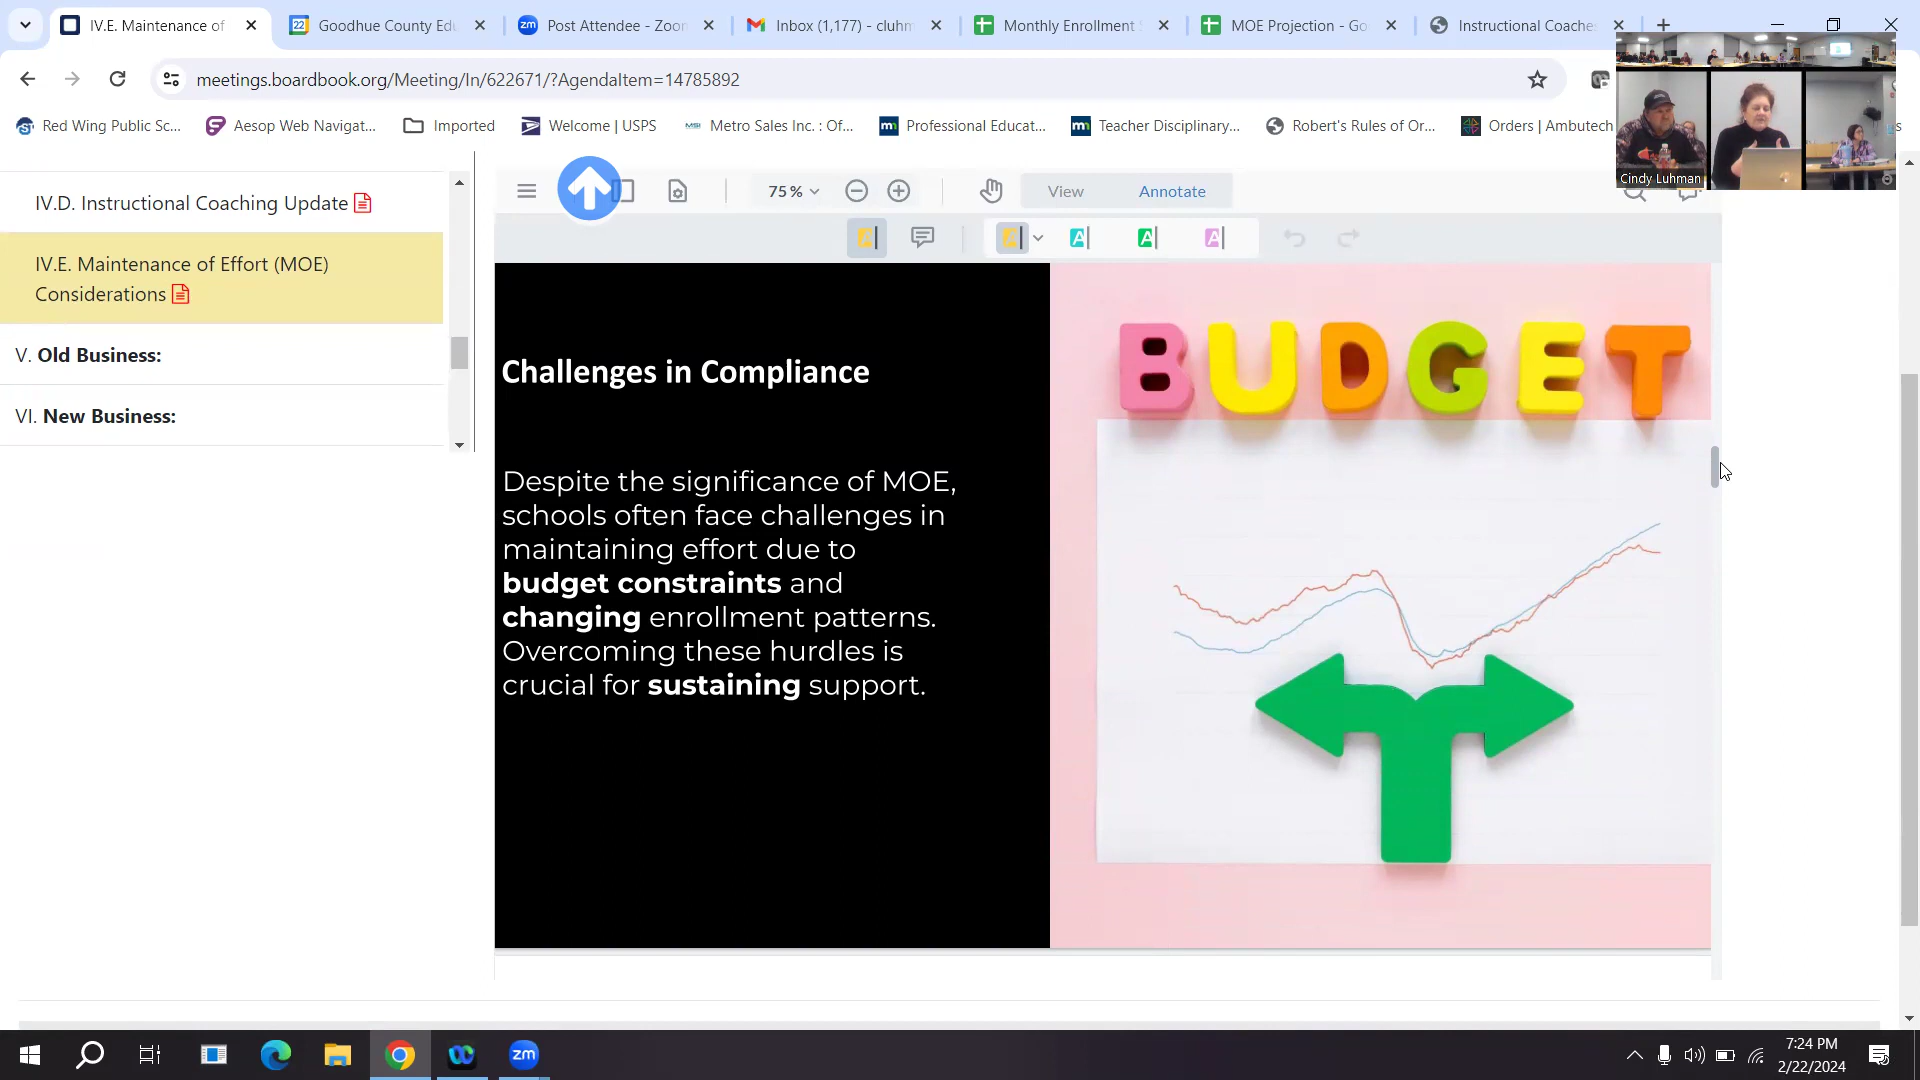 IV.E. Maintenance of
Goodhue County Edu
Post Attendee - Zoom
Inbox (1,177) - cluhm
Monthly Enrollment S
MOE Projection - Go
Instructional Coache
meetings.boardbook.org/Meeting/In/622671/?AgendaItem=14785892
Red Wing Public Sc...
Aesop Web Navigat...
Imported
Welcome | USPS
Metro Sales Inc. : Of...
Professional Educat...
Teacher Disciplinary...
Robert's Rules of Or...
Orders | Ambutech
Cindy Luhman
IV.D. Instructional Coaching Update
IV.E. Maintenance of Effort (MOE)
Considerations
V. Old Business:
VI. New Business:
75 %
View
Annotate
Challenges in Compliance
Despite the significance of MOE,
schools often face challenges in
maintaining effort due to
budget constraints and
changing enrollment patterns.
Overcoming these hurdles is
crucial for sustaining support.
BUDGET
7:24 PM
2/22/2024